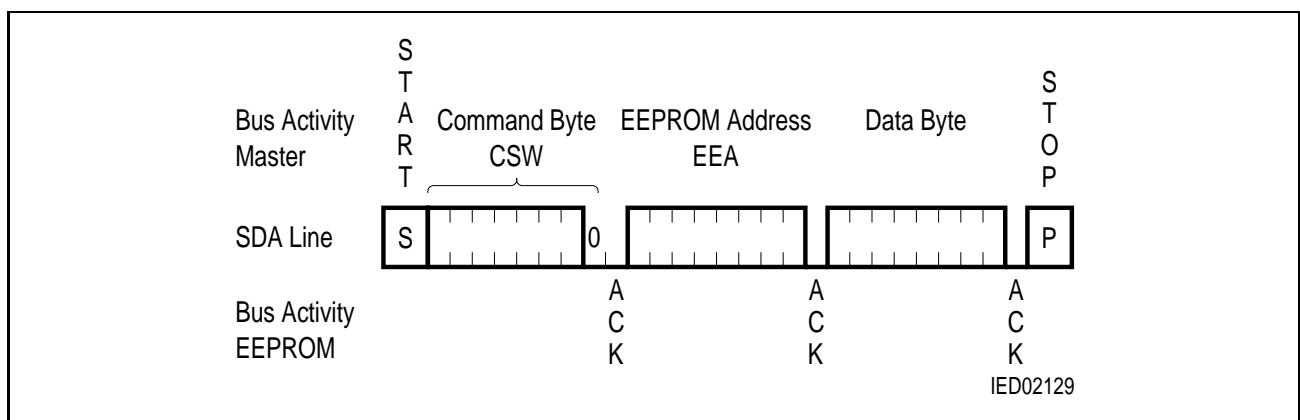 START
STOP
Bus Activity
Master
Command Byte
CSW
EEPROM Address
EEA
Data Byte
SDA Line
S
0
P
Bus Activity
EEPROM
ACK
ACK
ACK
IED02129